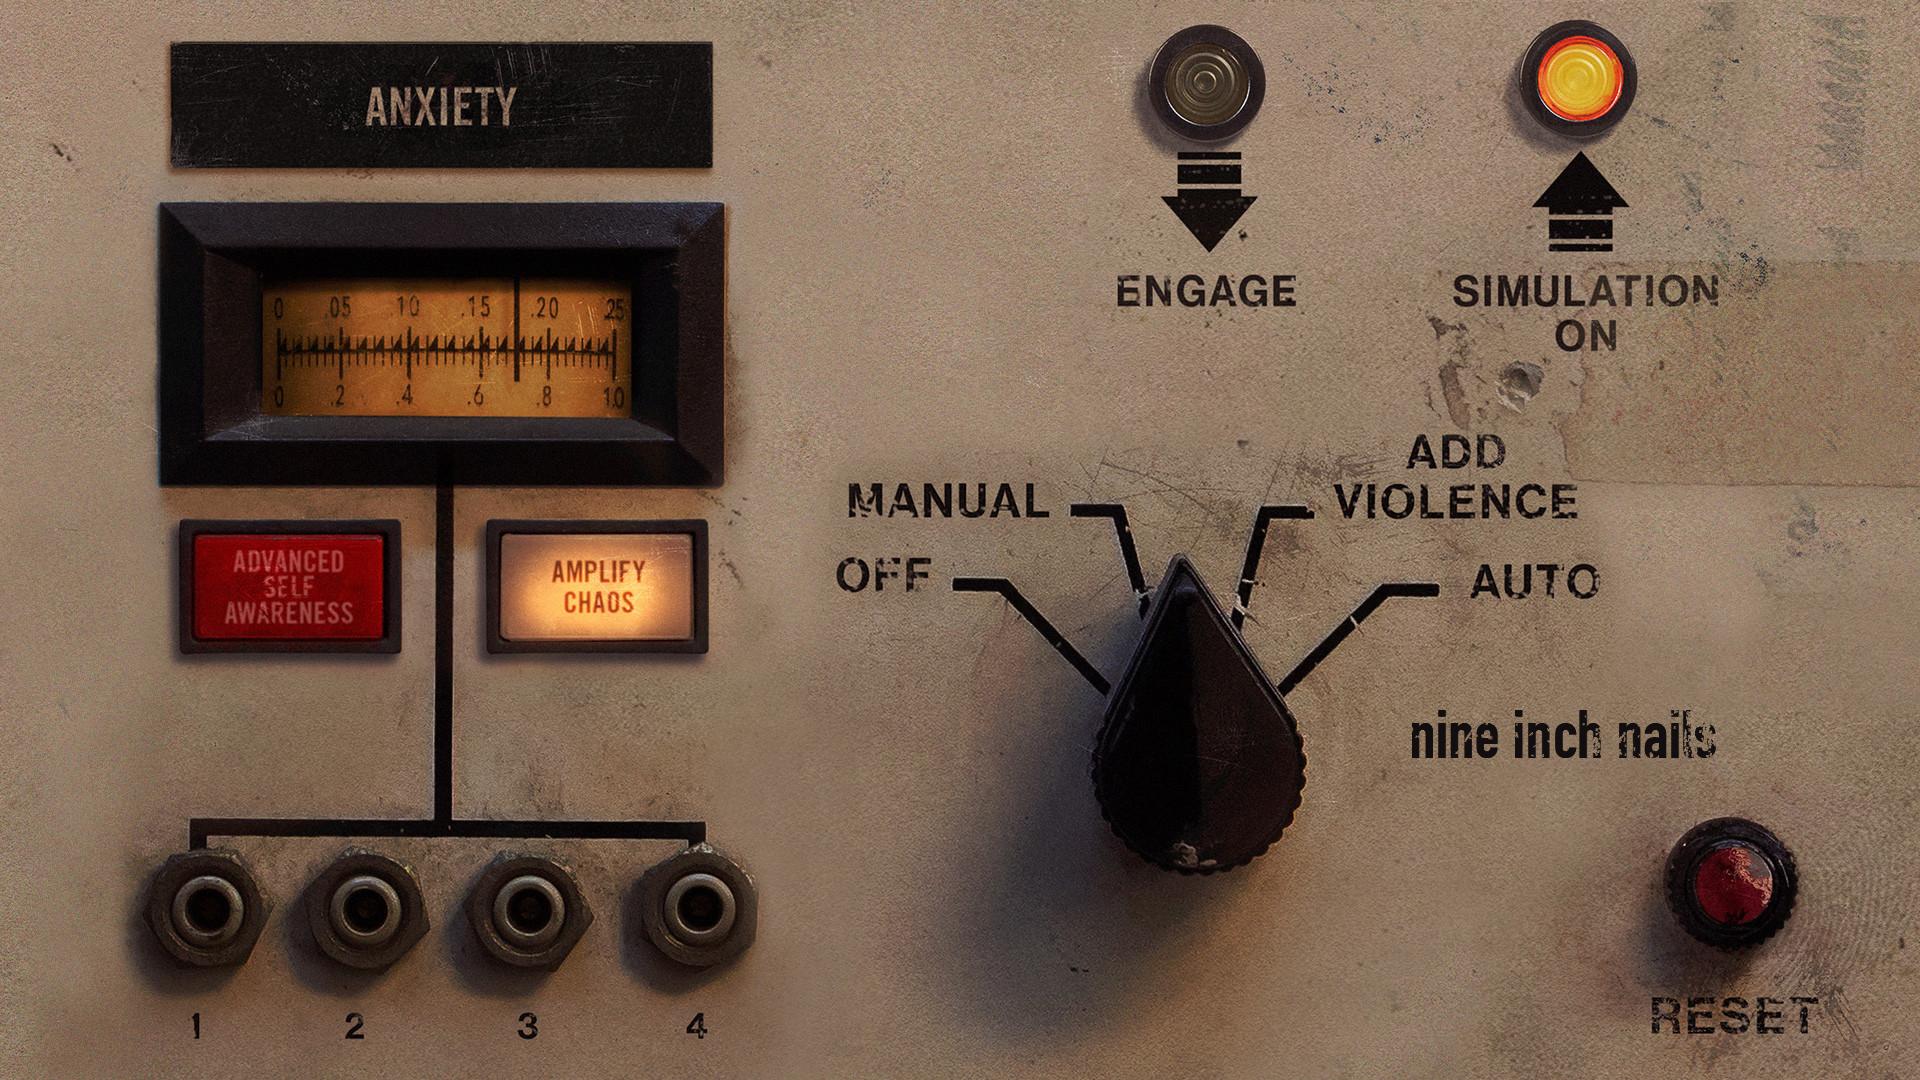 ANXIETY
0 .05 .10 .15 .20 .25
0 .2 .4 .6 .8 1.0
ADVANCED
SELF
AWARENESS
AMPLIFY
CHAOS
1 2 3 4
ENGAGE
SIMULATION
ON
MANUAL
OFF
ADD
VIOLENCE
AUTO
nine inch nails
RESET